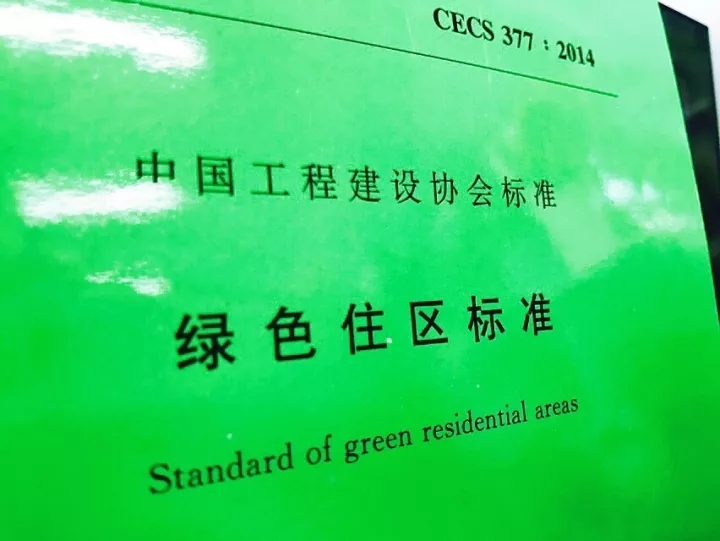 CECS 377 : 2014
中国工程建设协会标准
绿色住区标准
Standard of green residential areas